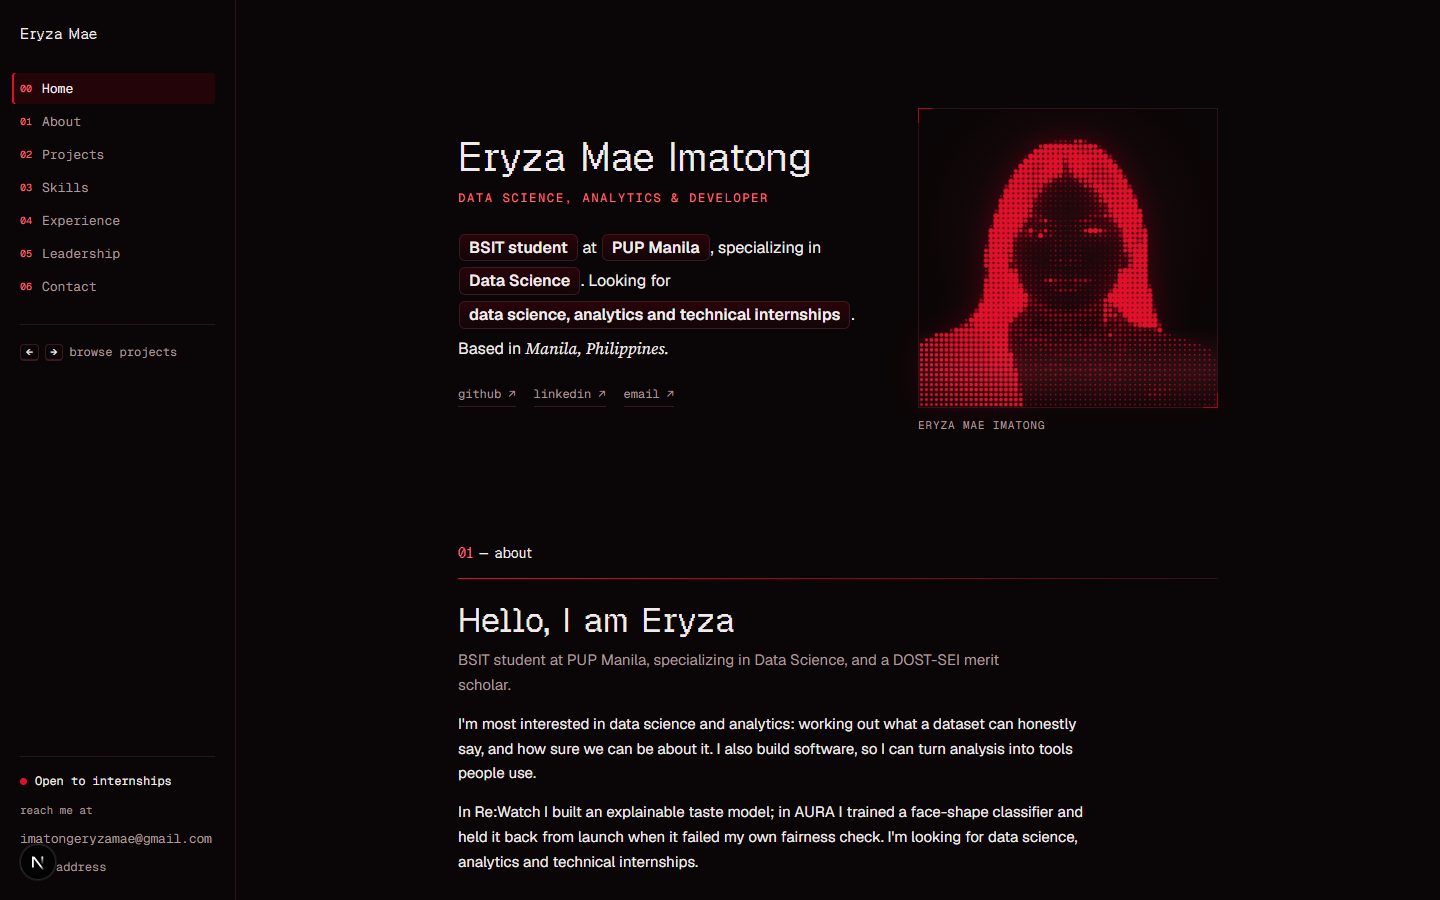 Eryza Mae
00 Home
01 About
02 Projects
03 Skills
04 Experience
05 Leadership
06 Contact
← → browse projects
Open to internships
reach me at
imatongeryzamae@gmail.com
N address
Eryza Mae Imatong
DATA SCIENCE, ANALYTICS & DEVELOPER
BSIT student at PUP Manila, specializing in
Data Science. Looking for
data science, analytics and technical internships.
Based in Manila, Philippines.
github ↗ linkedin ↗ email ↗
ERYZA MAE IMATONG
01 — about
Hello, I am Eryza
BSIT student at PUP Manila, specializing in Data Science, and a DOST-SEI merit
scholar.
I'm most interested in data science and analytics: working out what a dataset can honestly
say, and how sure we can be about it. I also build software, so I can turn analysis into tools
people use.
In Re:Watch I built an explainable taste model; in AURA I trained a face-shape classifier and
held it back from launch when it failed my own fairness check. I'm looking for data science,
analytics and technical internships.